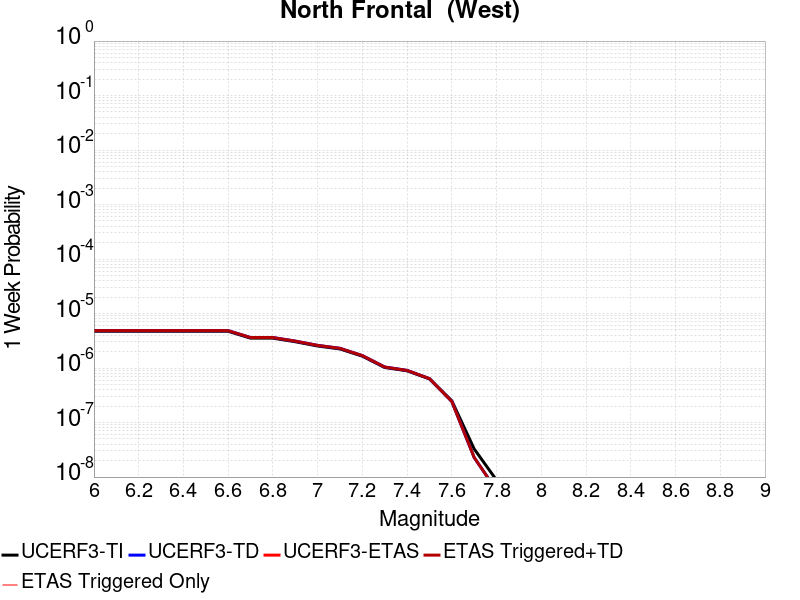 North Frontal  (West)
10^0
10^-1
10^-2
10^-3
10^-4
10^-5
10^-6
10^-7
10^-8
1 Week Probability
6 6.2 6.4 6.6 6.8 7 7.2 7.4 7.6 7.8 8 8.2 8.4 8.6 8.8 9
Magnitude
UCERF3-TI UCERF3-TD UCERF3-ETAS ETAS Triggered+TD
ETAS Triggered Only